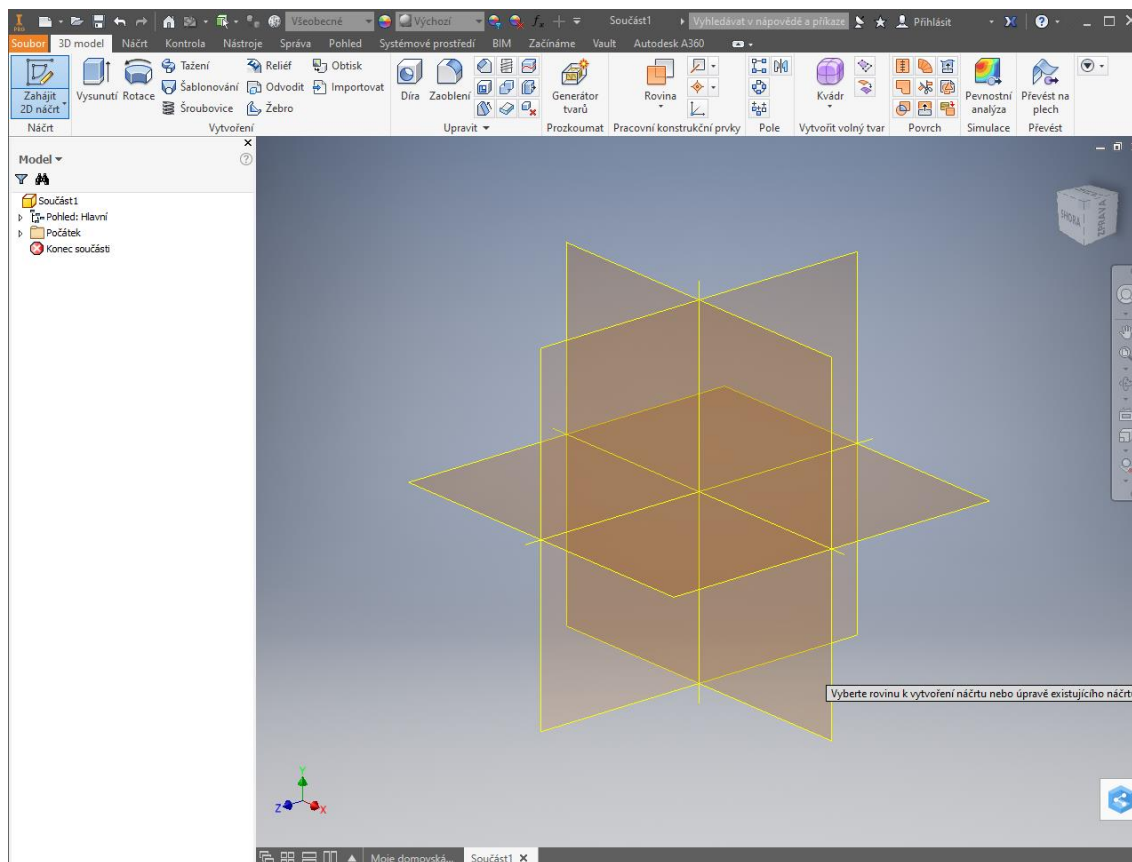 PRO
Všeobecné
Výchozí
Součást1
Vyhledávat v nápovědě a příkaze
Přihlásit
Soubor 3D model Náčrt Kontrola Nástroje Správa Pohled Systémové prostředí BIM Začínáme Vault Autodesk A360
Zahájit
2D náčrt
Vysunutí Rotace
Tažení
Šablonování
Šroubovice
Reliéf
Odvodit
Žebro
Obtisk
Importovat
Díra Zaoblení
Generátor
tvarů
Rovina
Kvádr
Pevnostní
analýza
Převést na
plech
Náčrt Vytvoření Upravit Prozkoumat Pracovní konstrukční prvky Pole Vytvořit volný tvar Povrch Simulace Převést
Model
Součást1
Pohled: Hlavní
Počátek
Konec součásti
SHORA
ZPRAVA
Vyberte rovinu k vytvoření náčrtu nebo úpravě existujícího náčrtu
Y
Z
X
Moje domovská...
Součást1